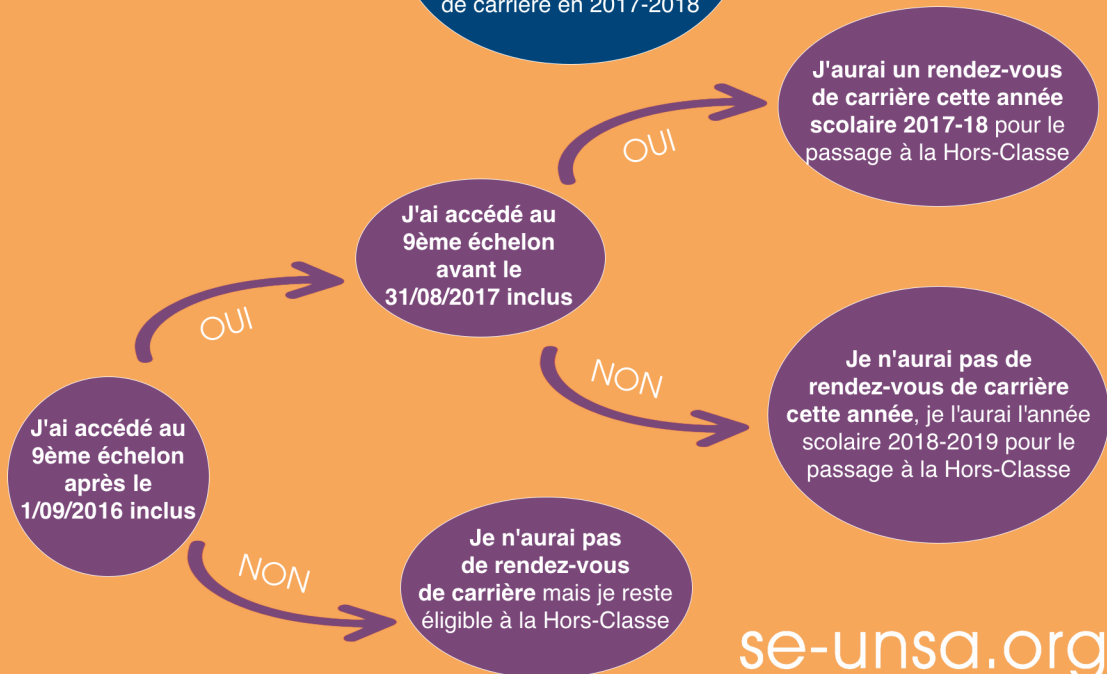 de carrière en 2017-2018
J'aurai un rendez-vous
de carrière cette année
scolaire 2017-18 pour le
passage à la Hors-Classe
OUI
J'ai accédé au
9ème échelon
avant le
31/08/2017 inclus
OUI
NON
Je n'aurai pas de
rendez-vous de carrière
cette année, je l'aurai l'année
scolaire 2018-2019 pour le
passage à la Hors-Classe
J'ai accédé au
9ème échelon
après le
1/09/2016 inclus
NON
Je n'aurai pas
de rendez-vous
de carrière mais je reste
éligible à la Hors-Classe
se-unsa.org